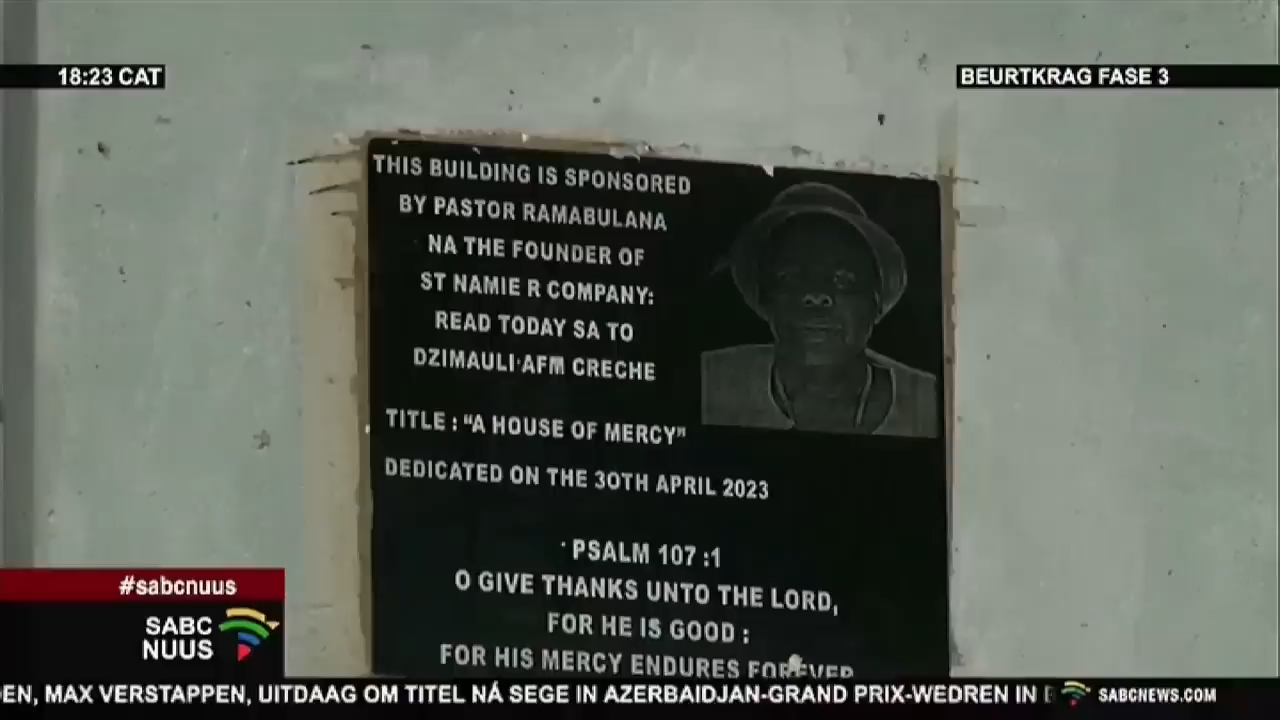 18:23 CAT
BEURTKRAG FASE 3
THIS BUILDING IS SPONSORED
BY PASTOR RAMABULANA
NA THE FOUNDER OF
ST NAMIE R COMPANY:
READ TODAY SA TO
DZIMAULI AFM CRECHE
TITLE : “A HOUSE OF MERCY”
DEDICATED ON THE 30TH APRIL 2023
PSALM 107 :1
O GIVE THANKS UNTO THE LORD,
FOR HE IS GOOD :
FOR HIS MERCY ENDURES FOREVER
#sabcnuus
SABC
NUUS
EN, MAX VERSTAPPEN, UITDAAG OM TITEL NÁ SEGE IN AZERBAIDJAN-GRAND PRIX-WEDREN IN
SABCNEWS.COM